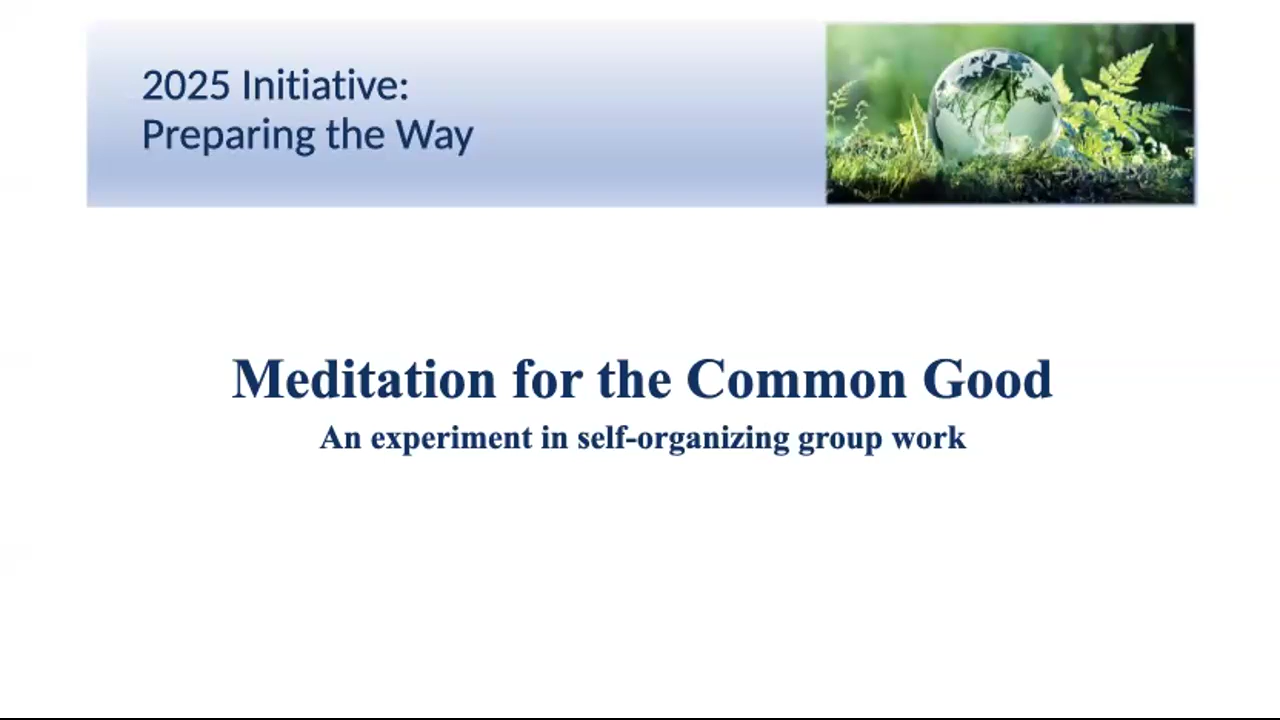 2025 Initiative:
Preparing the Way
Meditation for the Common Good
An experiment in self-organizing group work